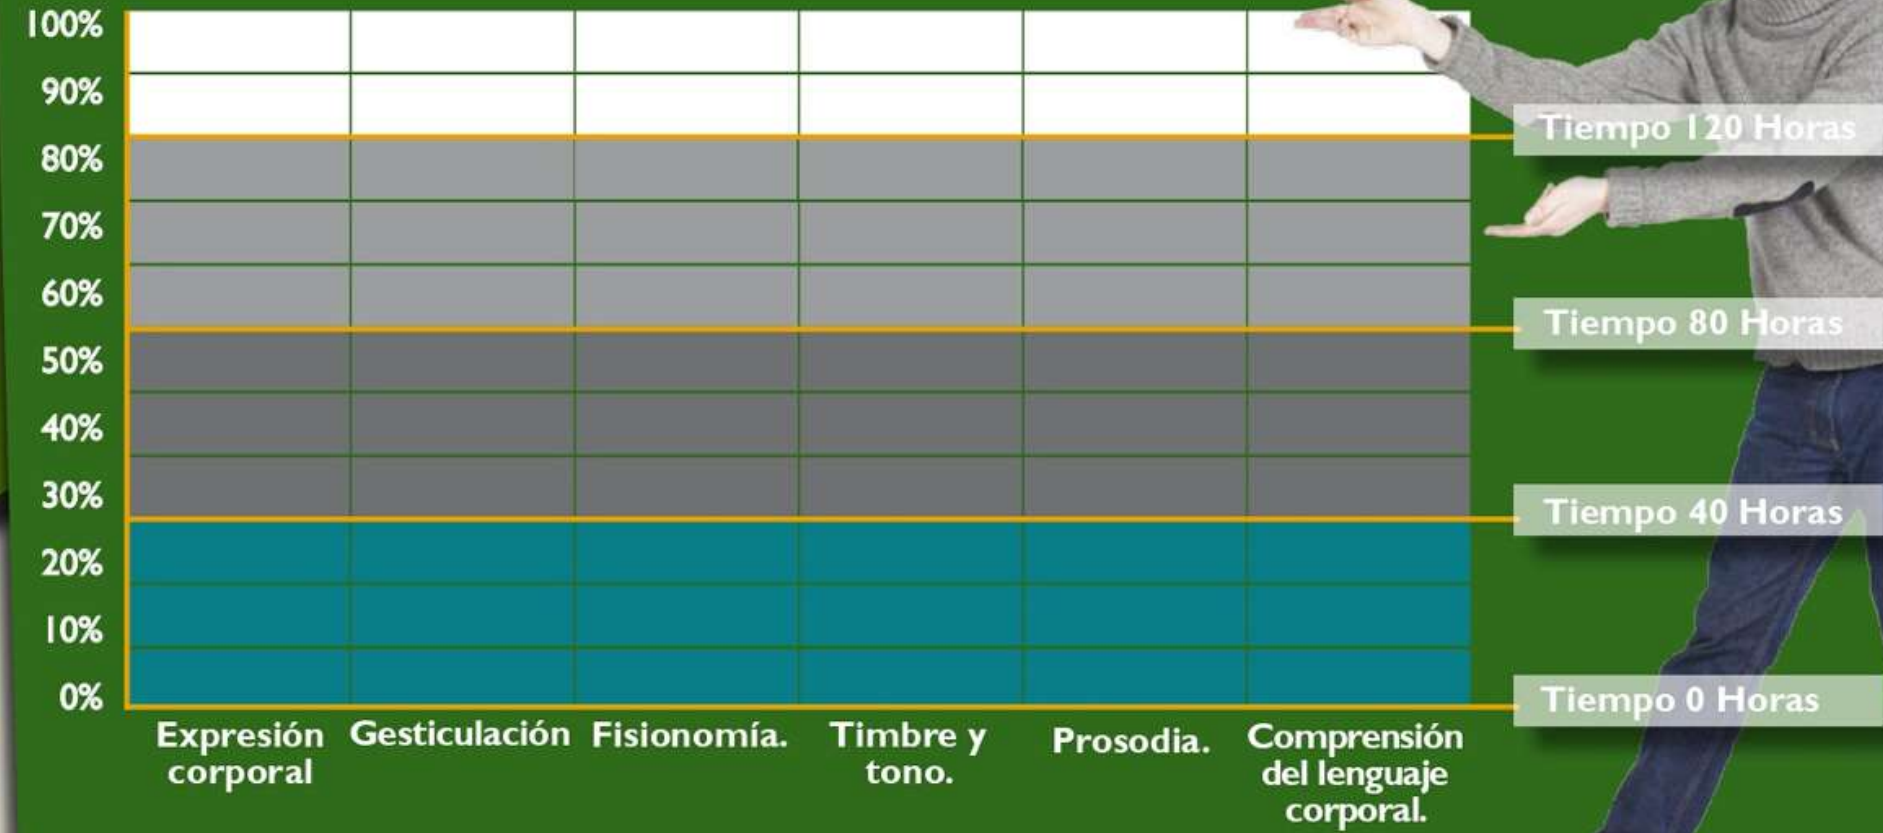 100%
90%
80%
70%
60%
50%
40%
30%
20%
10%
0%
Tiempo 120 Horas
Tiempo 80 Horas
Tiempo 40 Horas
Tiempo 0 Horas
Expresión
corporal
Gesticulación
Fisionomía.
Timbre y
tono.
Prosodia.
Comprensión
del lenguaje
corporal.